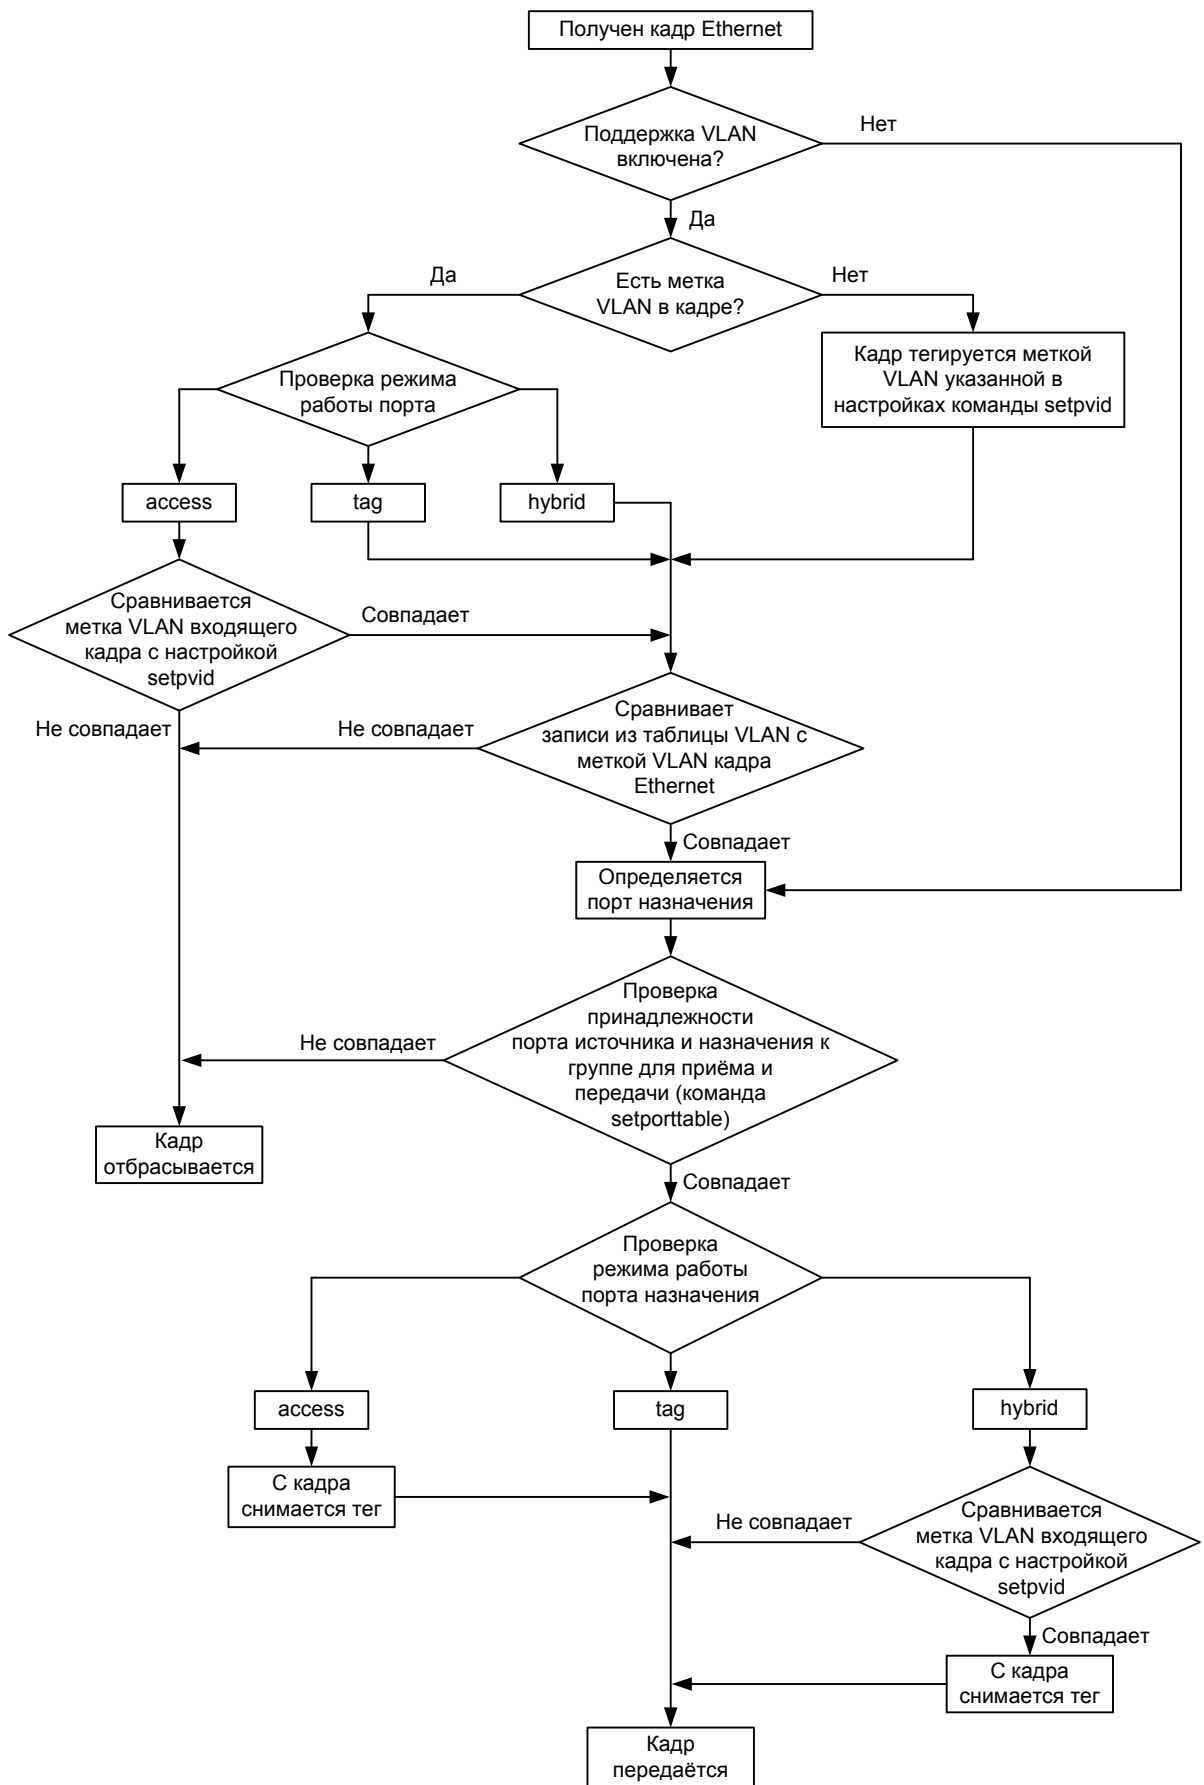 Получен кадр Ethernet
Поддержка VLAN
включена?
Нет
Да
Есть метка
VLAN в кадре?
Да
Нет
Кадр тегируется меткой
VLAN указанной в
настройках команды setpvid
Проверка режима
работы порта
access
tag
hybrid
Сравнивается
метка VLAN входящего
кадра с настройкой
setpvid
Совпадает
Не совпадает
Сравнивает
записи из таблицы VLAN с
меткой VLAN кадра
Ethernet
Не совпадает
Совпадает
Определяется
порт назначения
Проверка
принадлежности
порта источника и назначения к
группе для приёма и
передачи (команда
setporttable)
Не совпадает
Кадр
отбрасывается
Совпадает
Проверка
режима работы
порта назначения
access
tag
hybrid
С кадра
снимается тег
Сравнивается
метка VLAN входящего
кадра с настройкой
setpvid
Не совпадает
Совпадает
С кадра
снимается тег
Кадр
передаётся